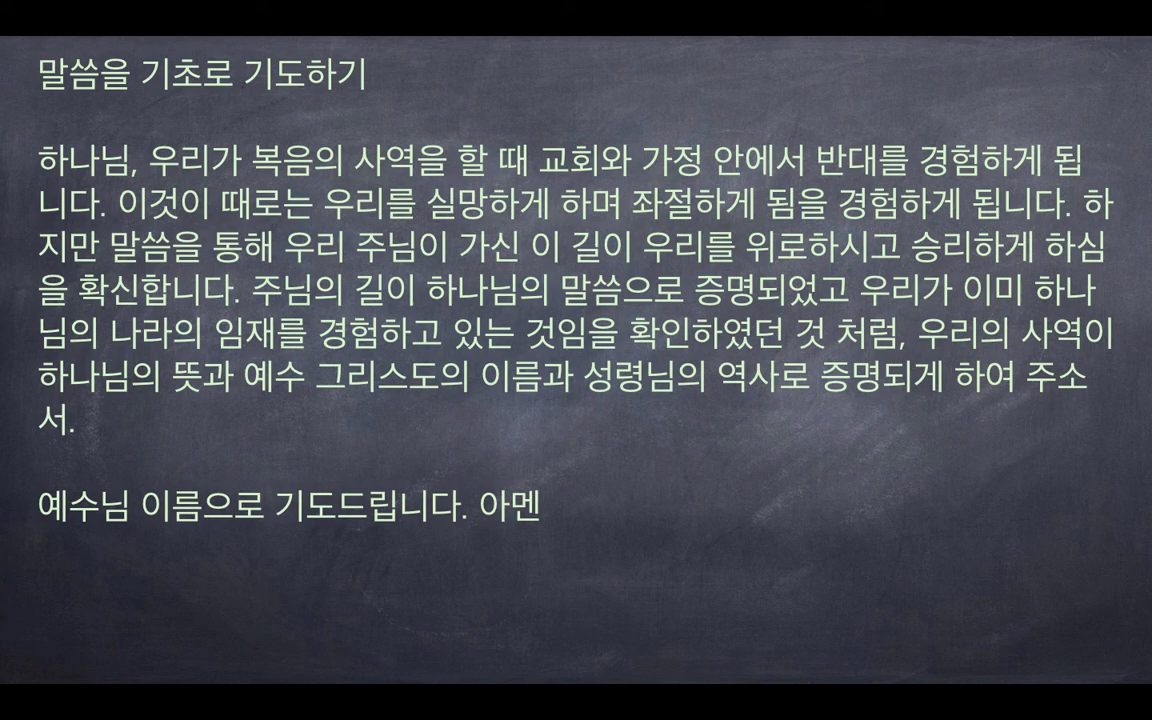 말씀을 기초로 기도하기
하나님, 우리가 복음의 사역을 할 때 교회와 가정 안에서 반대를 경험하게 됩
니다. 이것이 때로는 우리를 실망하게 하며 좌절하게 됨을 경험하게 됩니다. 하
지만 말씀을 통해 우리 주님이 가신 이 길이 우리를 위로하시고 승리하게 하심
을 확신합니다. 주님의 길이 하나님의 말씀으로 증명되었고 우리가 이미 하나
님의 나라의 임재를 경험하고 있는 것임을 확인하였던 것 처럼, 우리의 사역이
하나님의 뜻과 예수 그리스도의 이름과 성령님의 역사로 증명되게 하여 주소
서.
예수님 이름으로 기도드립니다. 아멘